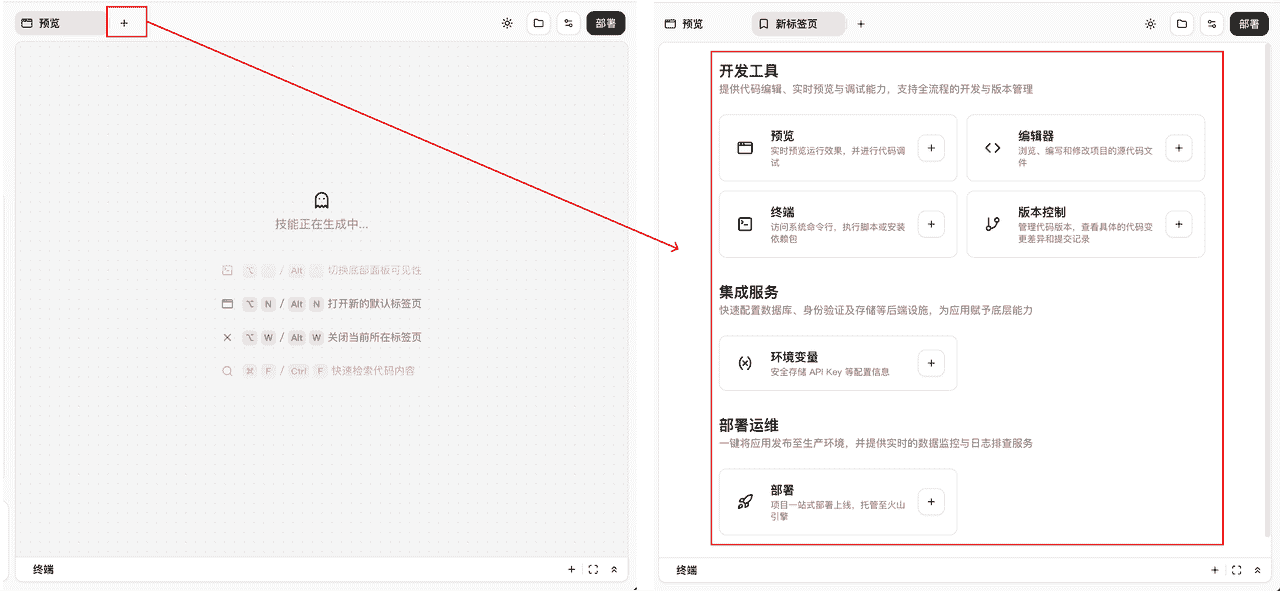 预览
部署
技能正在生成中...
/ Alt 切换底部面板可见性
N / Alt N 打开新的默认标签页
W / Alt W 关闭当前所在标签页
⌘ F / Ctrl F 快速检索代码内容
终端
预览
新标签页
部署
开发工具
提供代码编辑、实时预览与调试能力，支持全流程的开发与版本管理
预览
实时预览运行效果，并进行代码调
试
编辑器
浏览、编写和修改项目的源代码文
件
终端
访问系统命令行，执行脚本或安装
依赖包
版本控制
管理代码版本，查看具体的代码变
更差异和提交记录
集成服务
快速配置数据库、身份验证及存储等后端设施，为应用赋予底层能力
环境变量
安全存储 API Key 等配置信息
部署运维
一键将应用发布至生产环境，并提供实时的数据监控与日志排查服务
部署
项目一站式部署上线，托管至火山
引擎
终端